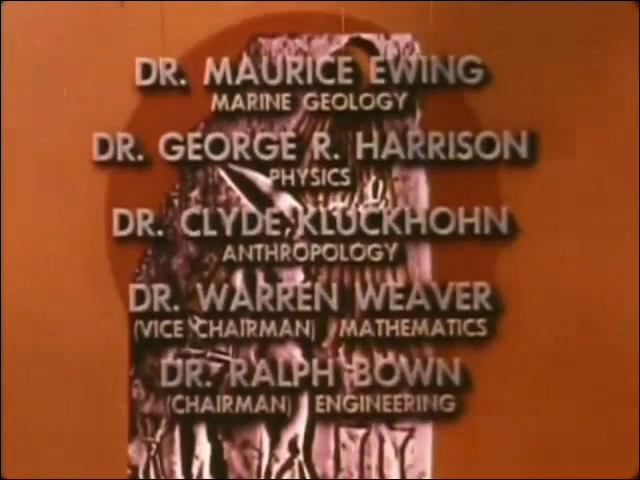 DR. MAURICE EWING
MARINE GEOLOGY
DR. GEORGE R. HARRISON
PHYSICS
DR. CLYDE KLUCKHOHN
ANTHROPOLOGY
DR. WARREN WEAVER
(VICE CHAIRMAN) MATHEMATICS
DR. RALPH BOWN
(CHAIRMAN) ENGINEERING